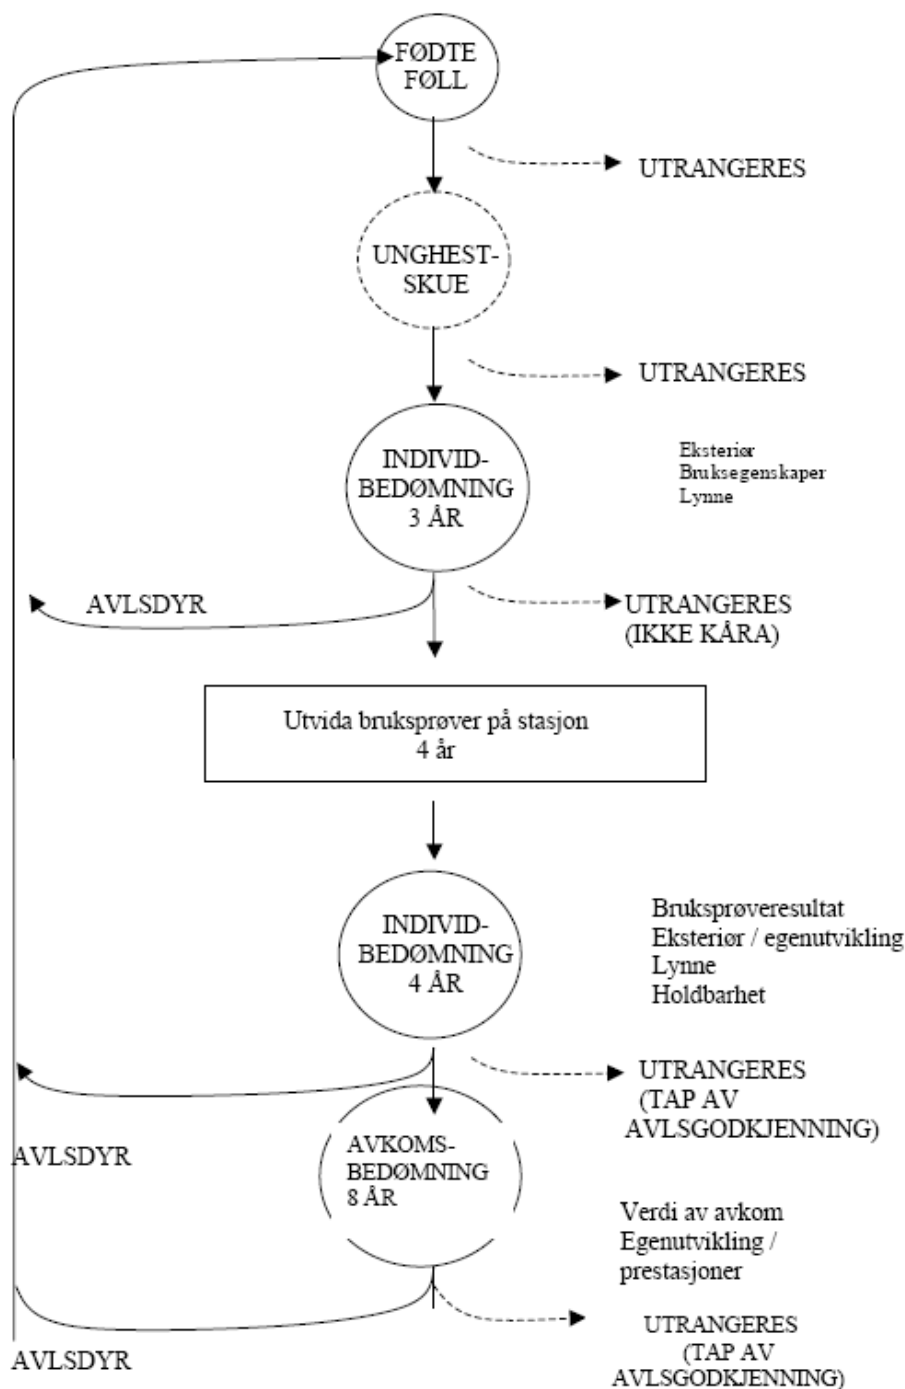 FØDTE
FØLL
UTRANGERES
UNGHEST-
SKUE
UTRANGERES
INDIVID-
BEDØMNING
3 ÅR
Eksteriør
Bruksegenskaper
Lynne
AVLSDYR
UTRANGERES
(IKKE KÅRA)
Utvida bruksprøver på stasjon
4 år
INDIVID-
BEDØMNING
4 ÅR
Bruksprøveresultat
Eksteriør / egenutvikling
Lynne
Holdbarhet
UTRANGERES
(TAP AV
AVLSGODKJENNING)
AVLSDYR
AVKOMS-
BEDØMNING
8 ÅR
Verdi av avkom
Egenutvikling /
prestasjoner
UTRANGERES
(TAP AV
AVLSGODKJENNING)
AVLSDYR